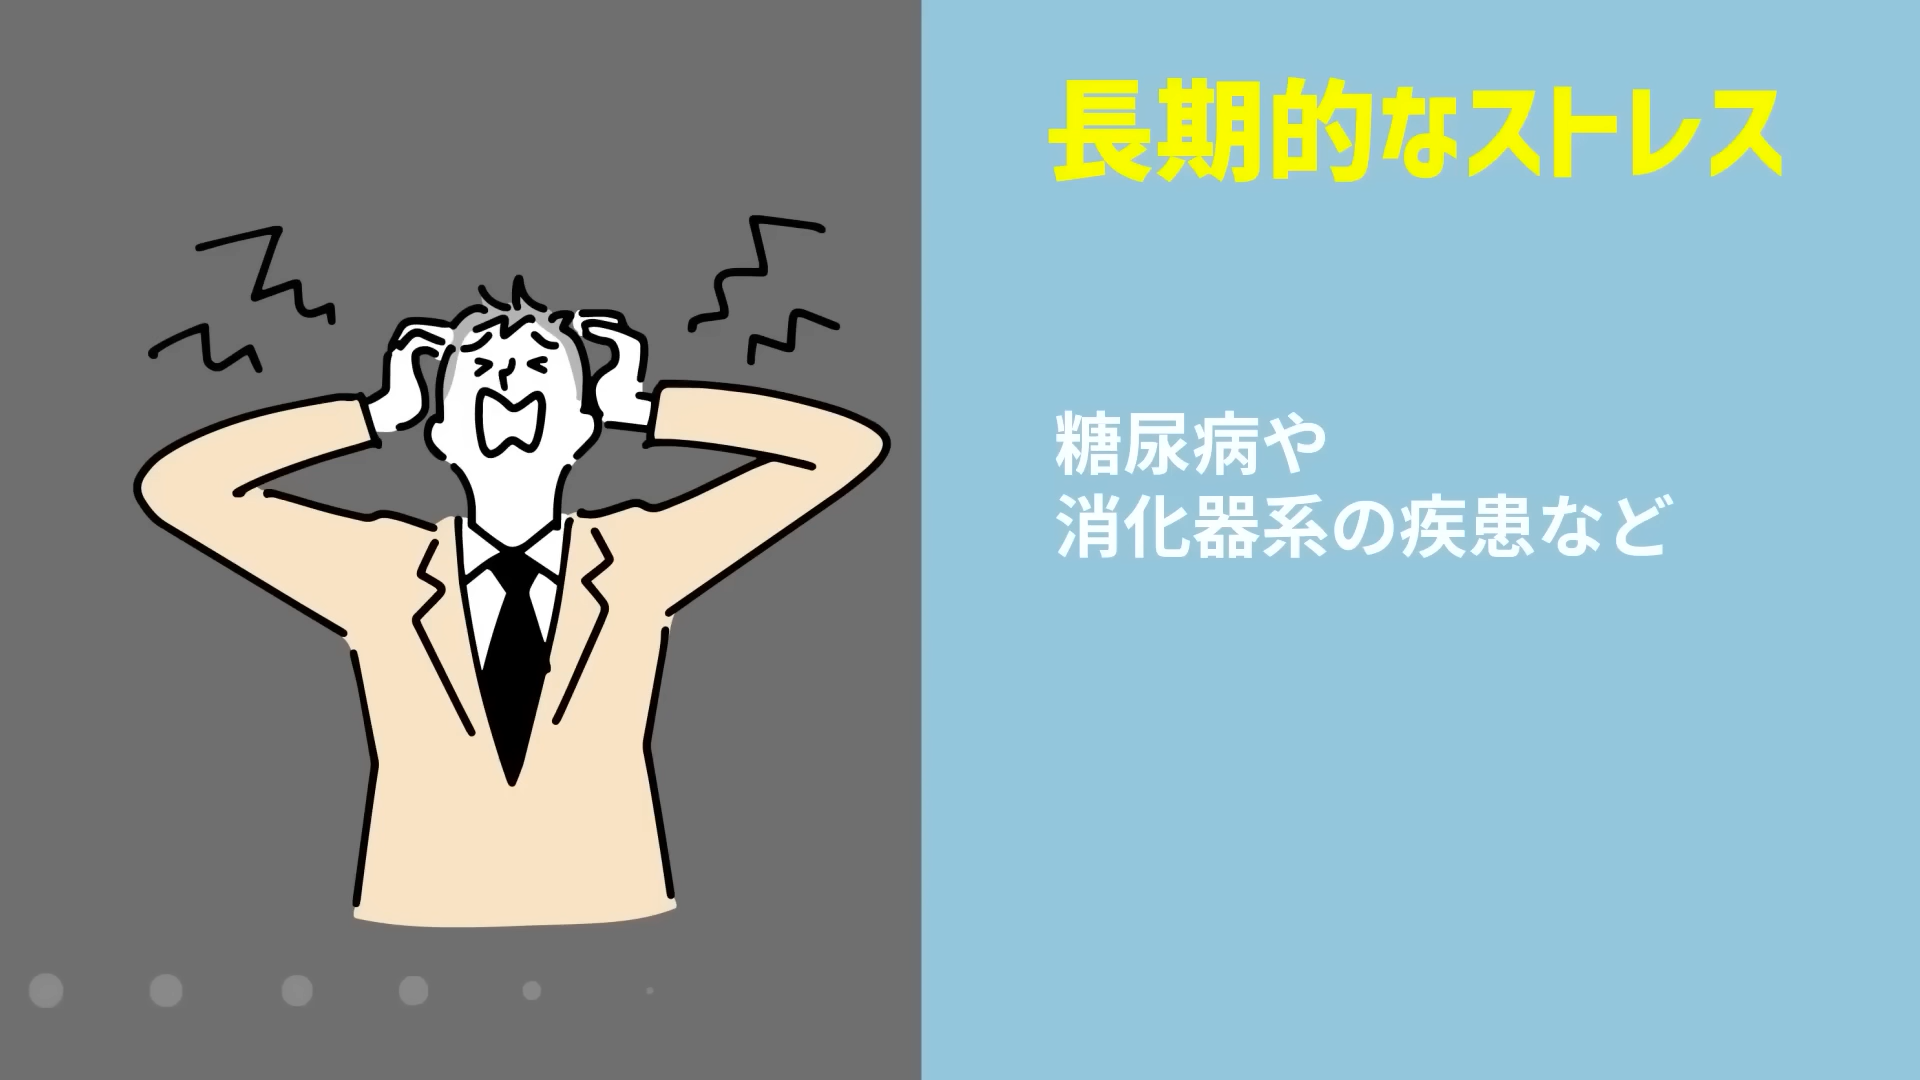 長期的なストレス
糖尿病や
消化器系の疾患など